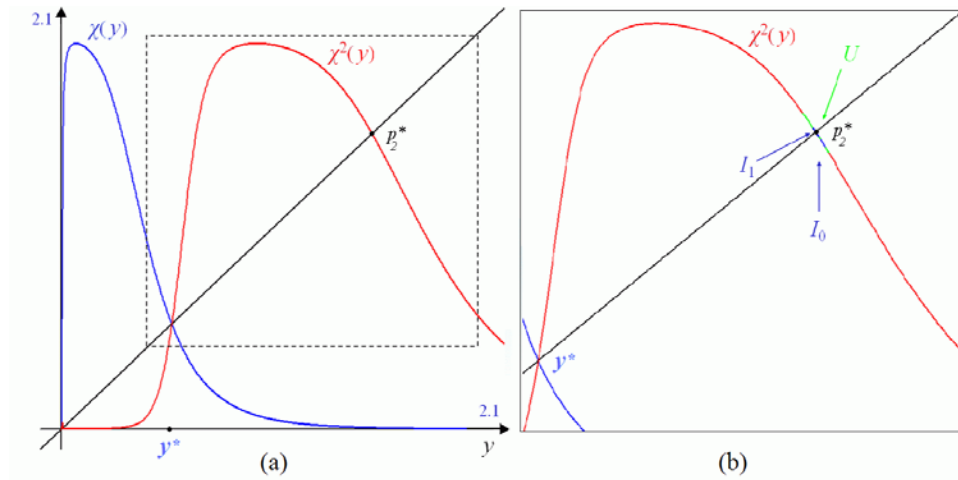 2.1
χ(y)
χ²(y)
p₂*
2.1
y*
y
(a)
χ²(y)
U
p₂*
I₁
I₀
y*
(b)